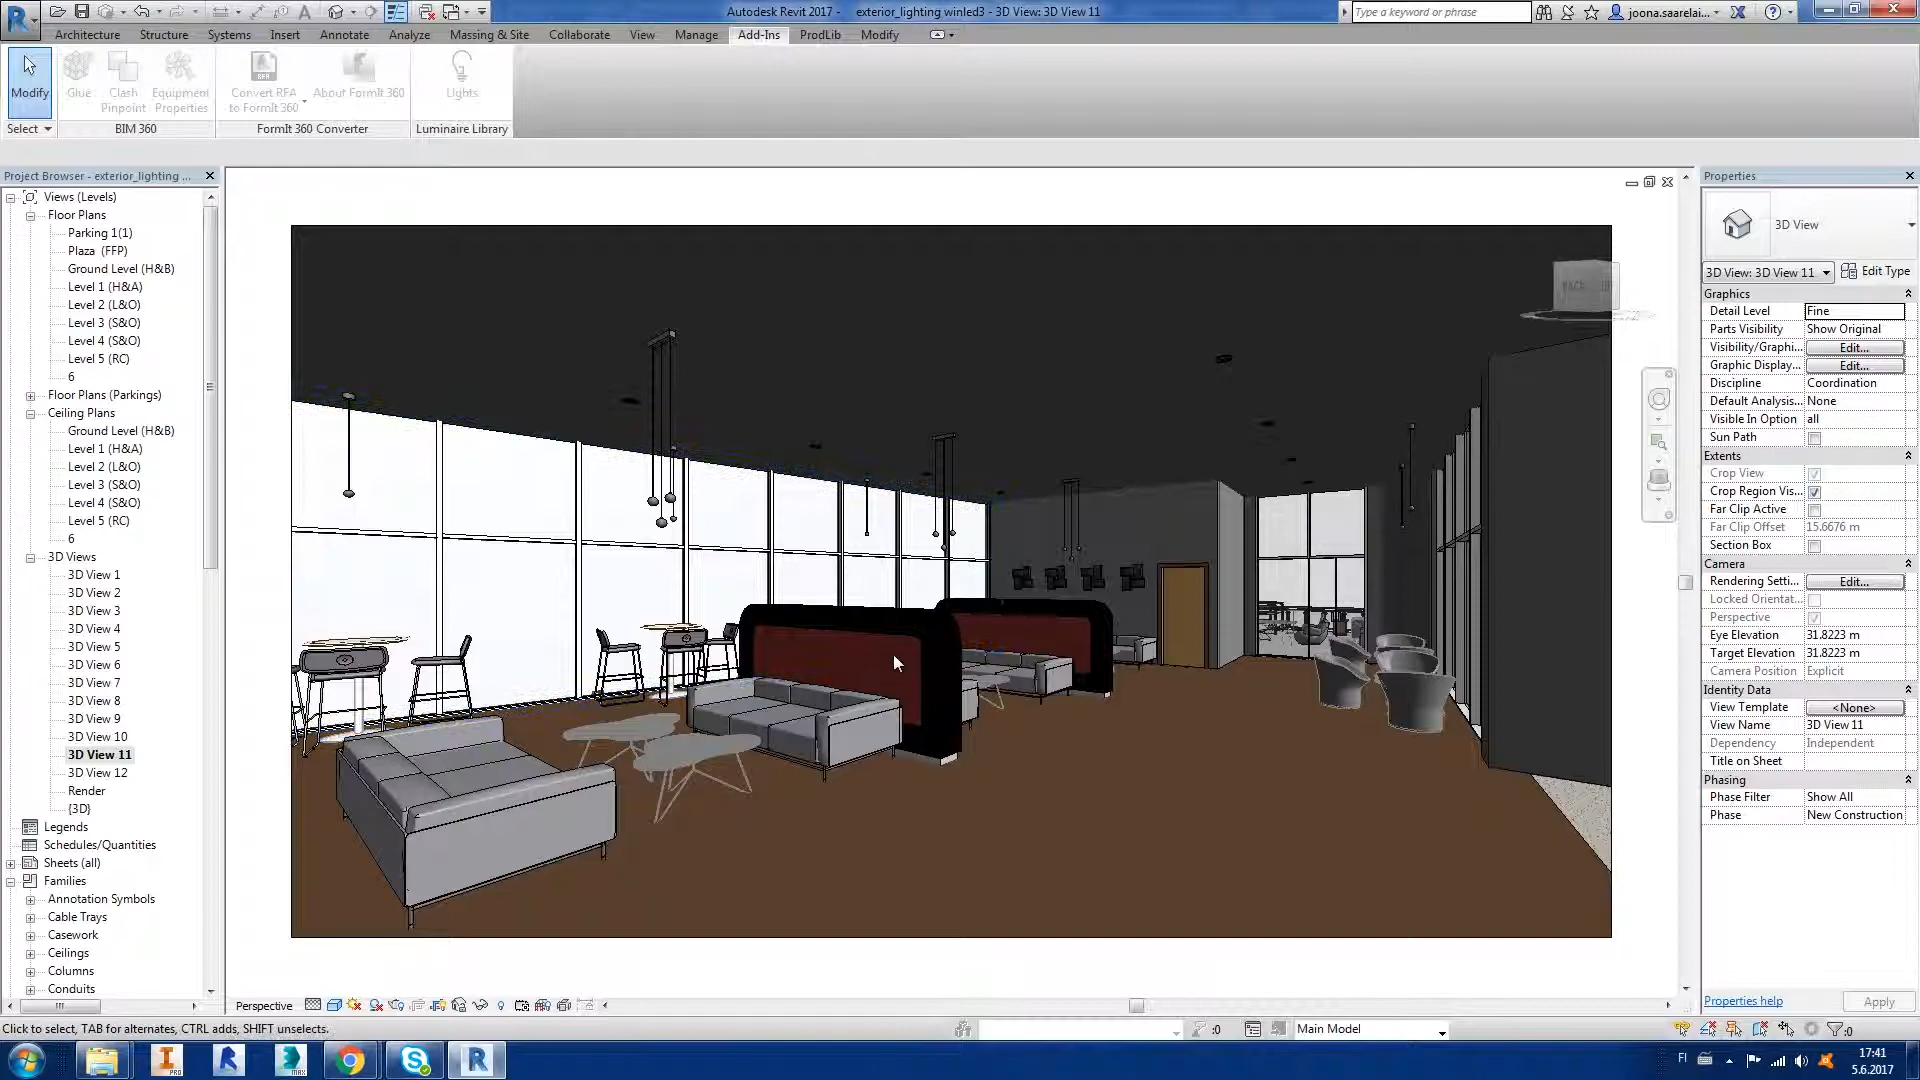 Autodesk Revit 2017 - exterior_lighting winled3 - 3D View: 3D View 11
Type a keyword or phrase
joona.saarelai...
Architecture Structure Systems Insert Annotate Analyze Massing & Site Collaborate View Manage Add-Ins ProdLib Modify
Modify Glue Clash Pinpoint Equipment Properties Convert RFA to FormIt 360 About FormIt 360 Lights
Select BIM 360 FormIt 360 Converter Luminaire Library
Project Browser - exterior_lighting ...
Views (Levels)
Floor Plans
Parking 1(1)
Plaza (FFP)
Ground Level (H&B)
Level 1 (H&A)
Level 2 (L&O)
Level 3 (S&O)
Level 4 (S&O)
Level 5 (RC)
6
Floor Plans (Parkings)
Ceiling Plans
Ground Level (H&B)
Level 1 (H&A)
Level 2 (L&O)
Level 3 (S&O)
Level 4 (S&O)
Level 5 (RC)
6
3D Views
3D View 1
3D View 2
3D View 3
3D View 4
3D View 5
3D View 6
3D View 7
3D View 8
3D View 9
3D View 10
3D View 11
3D View 12
Render
{3D}
Legends
Schedules/Quantities
Sheets (all)
Families
Annotation Symbols
Cable Trays
Casework
Ceilings
Columns
Conduits
BACK
Properties
3D View
3D View: 3D View 11 Edit Type
Graphics
Detail Level Fine
Parts Visibility Show Original
Visibility/Graphi... Edit...
Graphic Display... Edit...
Discipline Coordination
Default Analysis... None
Visible In Option all
Sun Path
Extents
Crop View
Crop Region Vis...
Far Clip Active
Far Clip Offset 15.6676 m
Section Box
Camera
Rendering Setti... Edit...
Locked Orientat...
Perspective
Eye Elevation 31.8223 m
Target Elevation 31.8223 m
Camera Position Explicit
Identity Data
View Template <None>
View Name 3D View 11
Dependency Independent
Title on Sheet
Phasing
Phase Filter Show All
Phase New Construction
Properties help Apply
Perspective
Click to select, TAB for alternates, CTRL adds, SHIFT unselects.
:0
Main Model
:0
FI
17:41
5.6.2017